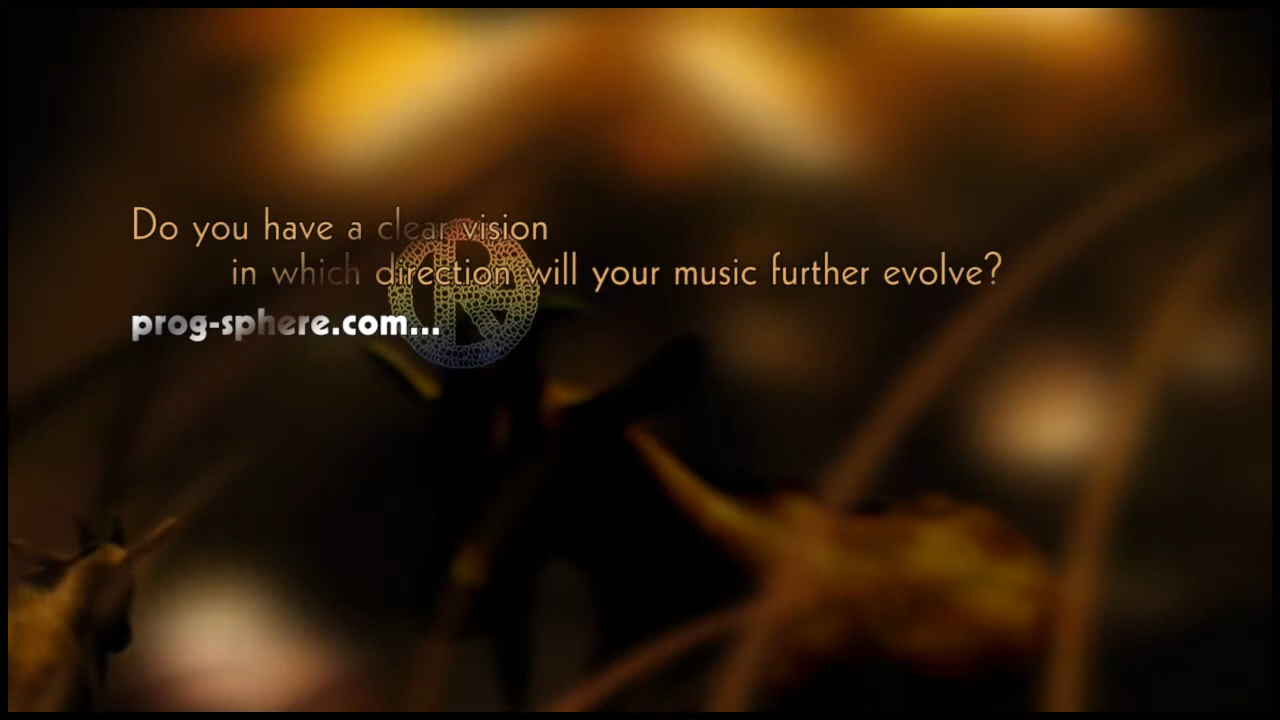 Do you have a clear vision
in which direction will your music further evolve?
prog-sphere.com...